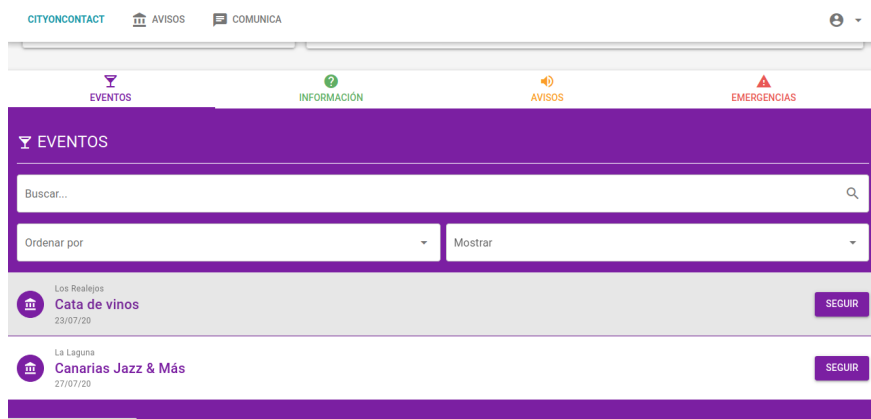 CITYONCONTACT AVISOS COMUNICA
EVENTOS INFORMACIÓN AVISOS EMERGENCIAS
EVENTOS
Buscar...
Ordenar por Mostrar
Los Realejos
Cata de vinos SEGUIR
23/07/20
La Laguna
Canarias Jazz & Más SEGUIR
27/07/20